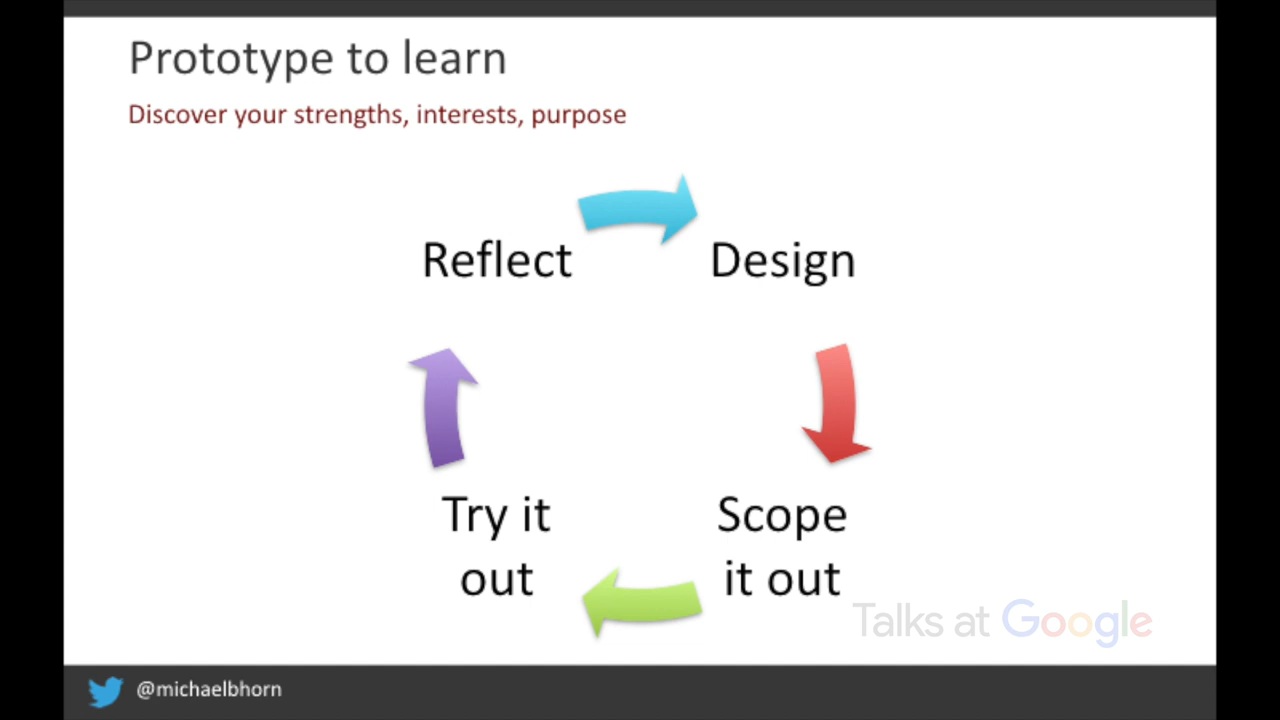 Prototype to learn
Discover your strengths, interests, purpose
Reflect
Design
Try it
out
Scope
it out
Talks at Google
@michaelbhorn